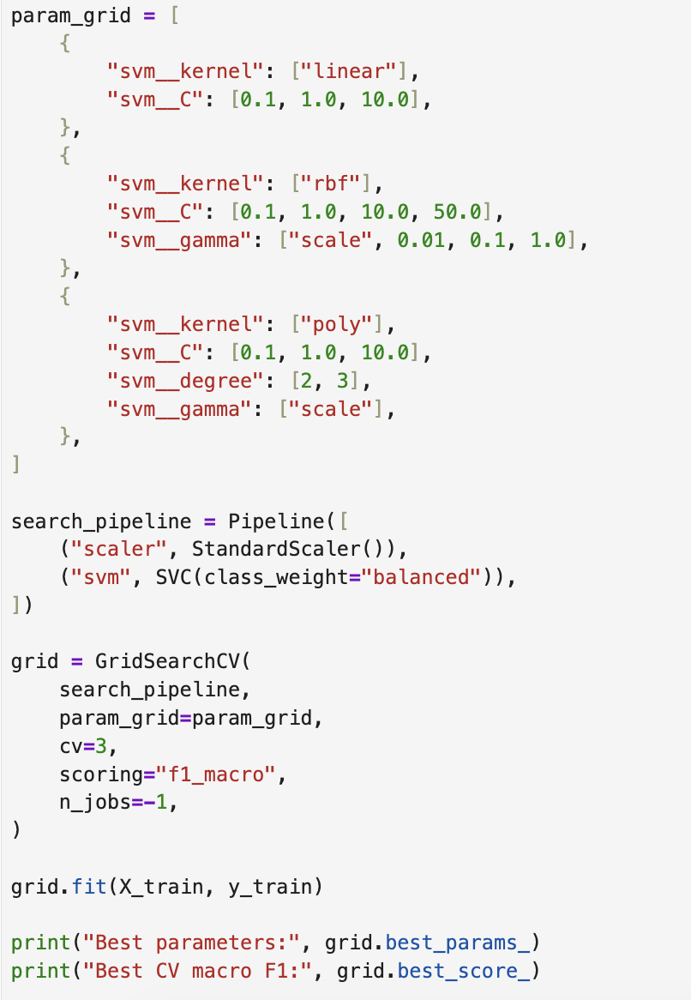 param_grid = [
    {
        "svm__kernel": ["linear"],
        "svm__C": [0.1, 1.0, 10.0],
    },
    {
        "svm__kernel": ["rbf"],
        "svm__C": [0.1, 1.0, 10.0, 50.0],
        "svm__gamma": ["scale", 0.01, 0.1, 1.0],
    },
    {
        "svm__kernel": ["poly"],
        "svm__C": [0.1, 1.0, 10.0],
        "svm__degree": [2, 3],
        "svm__gamma": ["scale"],
    },
]

search_pipeline = Pipeline([
    ("scaler", StandardScaler()),
    ("svm", SVC(class_weight="balanced")),
])

grid = GridSearchCV(
    search_pipeline,
    param_grid=param_grid,
    cv=3,
    scoring="f1_macro",
    n_jobs=-1,
)

grid.fit(X_train, y_train)

print("Best parameters:", grid.best_params_)
print("Best CV macro F1:", grid.best_score_)